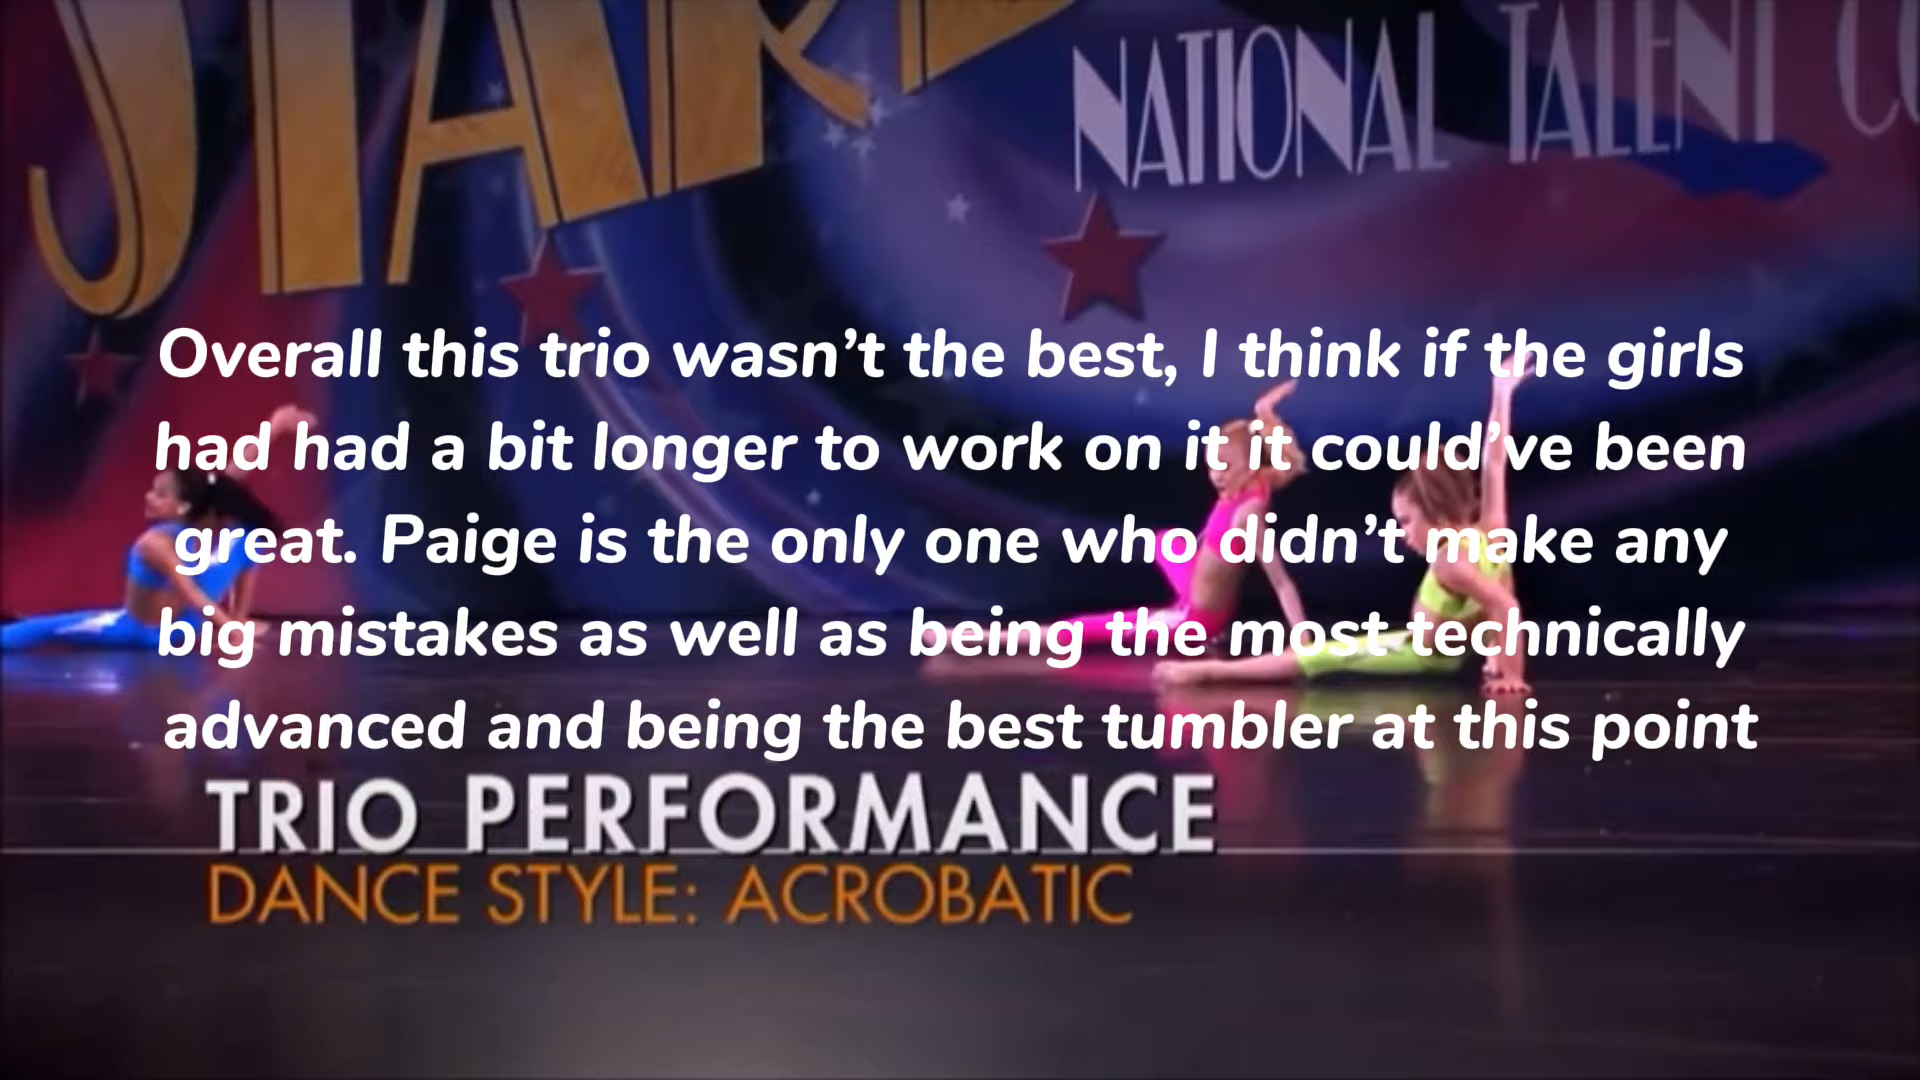 NATIONAL TALENT
Overall this trio wasn't the best, I think if the girls
had had a bit longer to work on it it could've been
great. Paige is the only one who didn't make any
big mistakes as well as being the most technically
advanced and being the best tumbler at this point
TRIO PERFORMANCE
DANCE STYLE: ACROBATIC